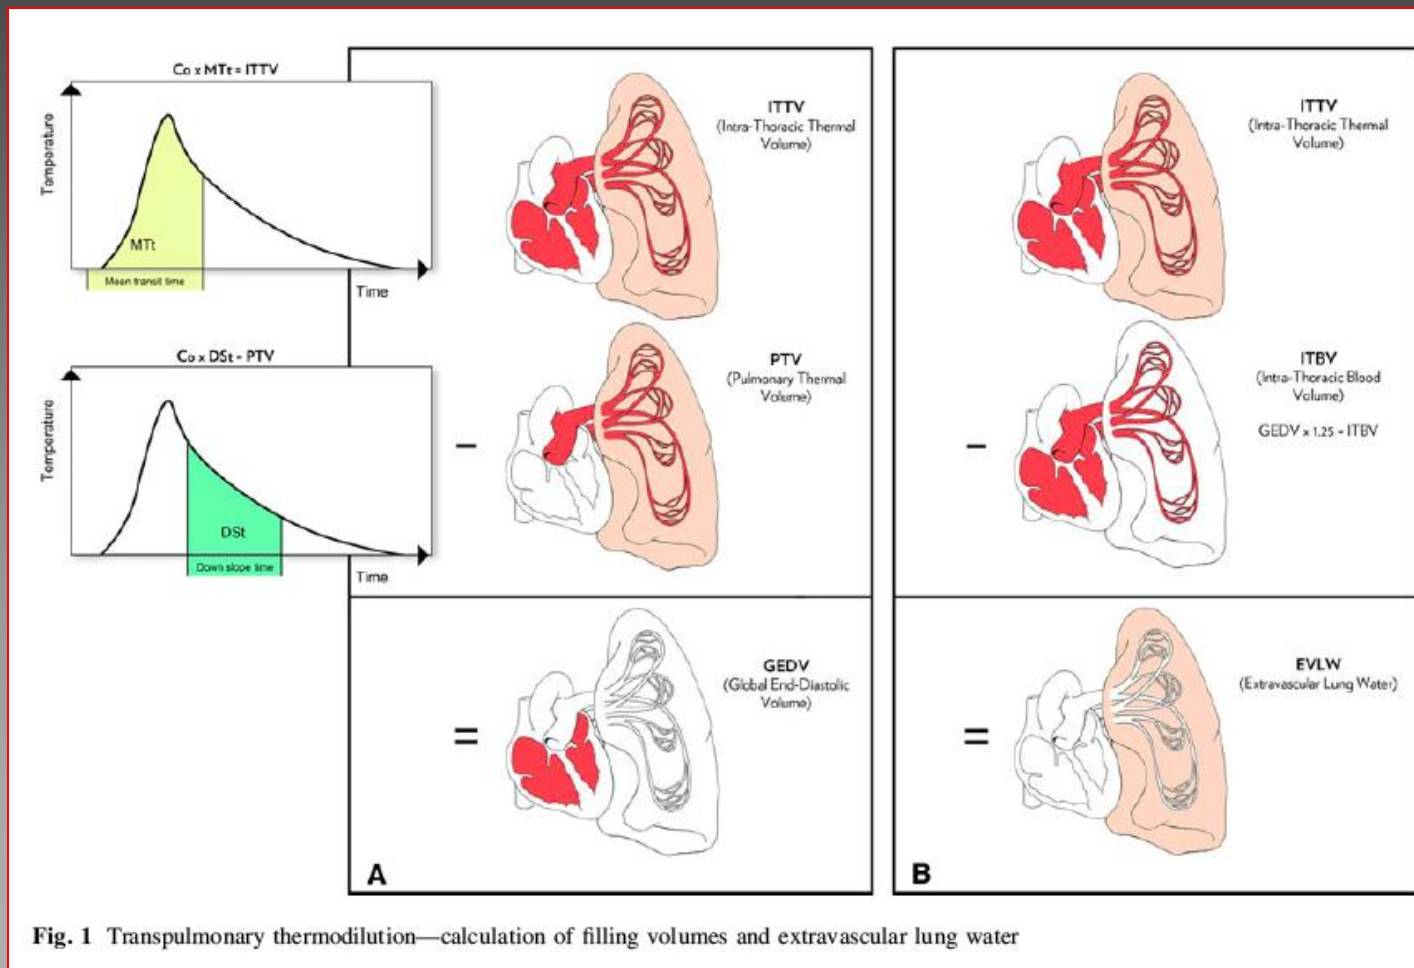 Co x MTt = ITTV
Temperature
MTt
Mean transit time
Time
Co x DSt - PTV
Temperature
DSt
Down slope time
Time
ITTV
(Intra-Thoracic Thermal
Volume)
–
PTV
(Pulmonary Thermal
Volume)
=
GEDV
(Global End-Diastolic
Volume)
A
ITTV
(Intra-Thoracic Thermal
Volume)
–
ITBV
(Intra-Thoracic Blood
Volume)
GEDV x 1.25 - ITBV
=
EVLW
(Extravascular Lung Water)
B
Fig. 1 Transpulmonary thermodilution—calculation of filling volumes and extravascular lung water